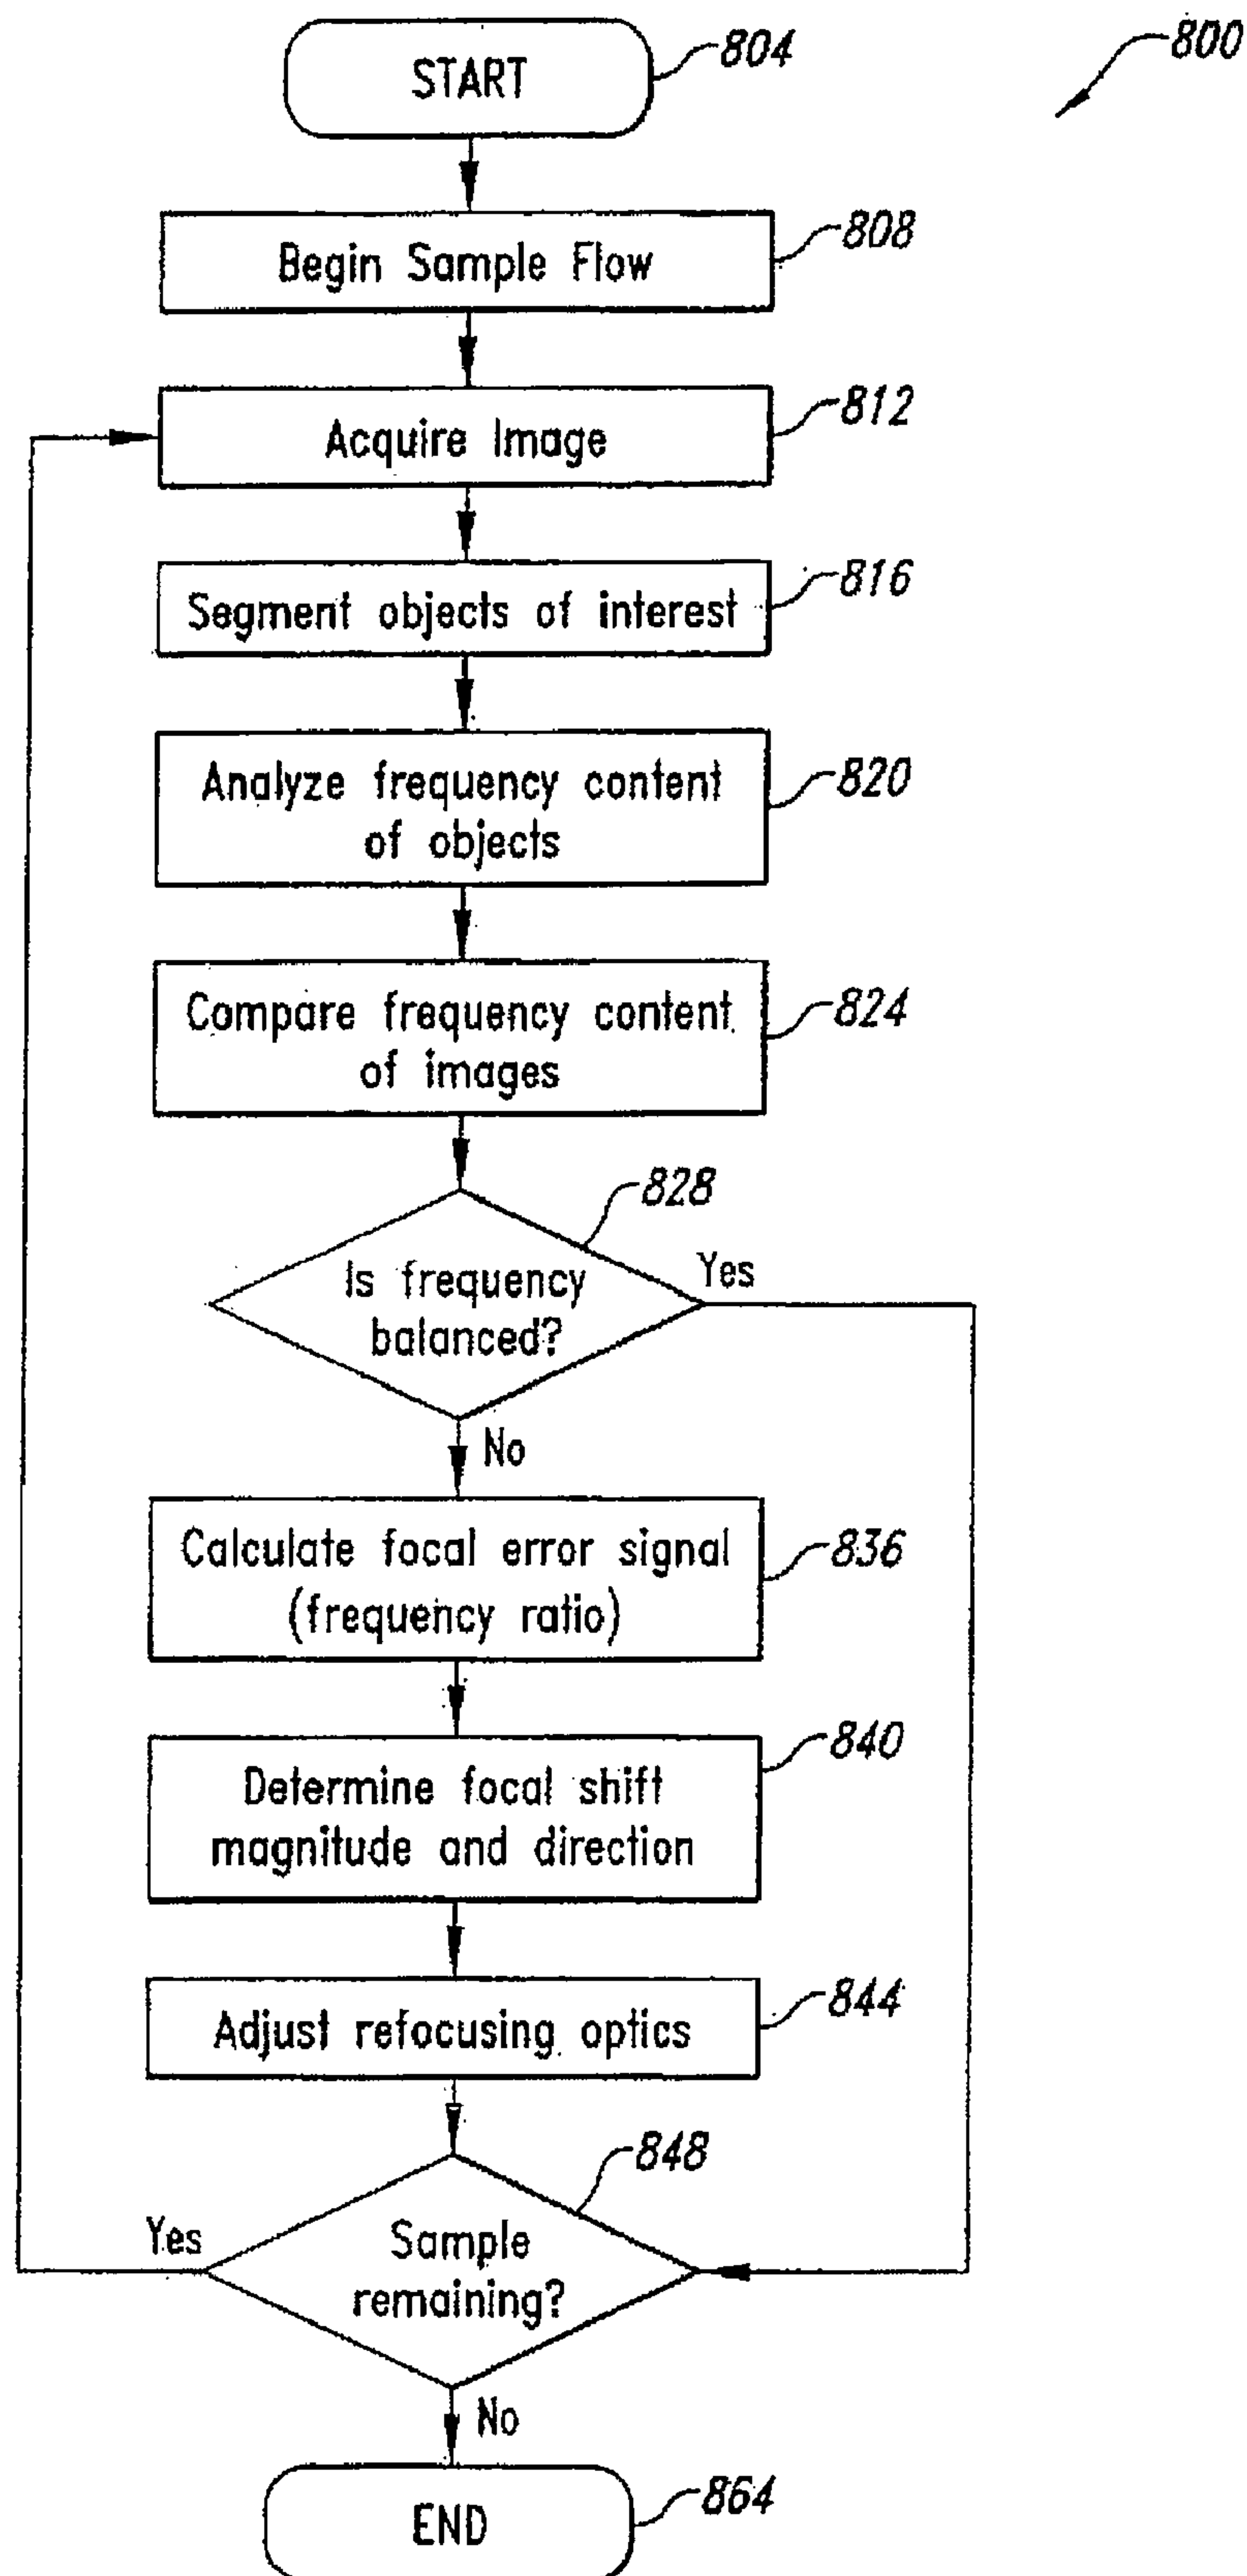 800
START
804
Begin Sample Flow
808
Acquire Image
812
Segment objects of interest
816
Analyze frequency content
of objects
820
Compare frequency content
of images
824
828
Is frequency
balanced?
Yes
No
Calculate focal error signal
(frequency ratio)
836
Determine focal shift
magnitude and direction
840
Adjust refocusing optics
844
848
Yes
Sample
remaining?
No
END
864